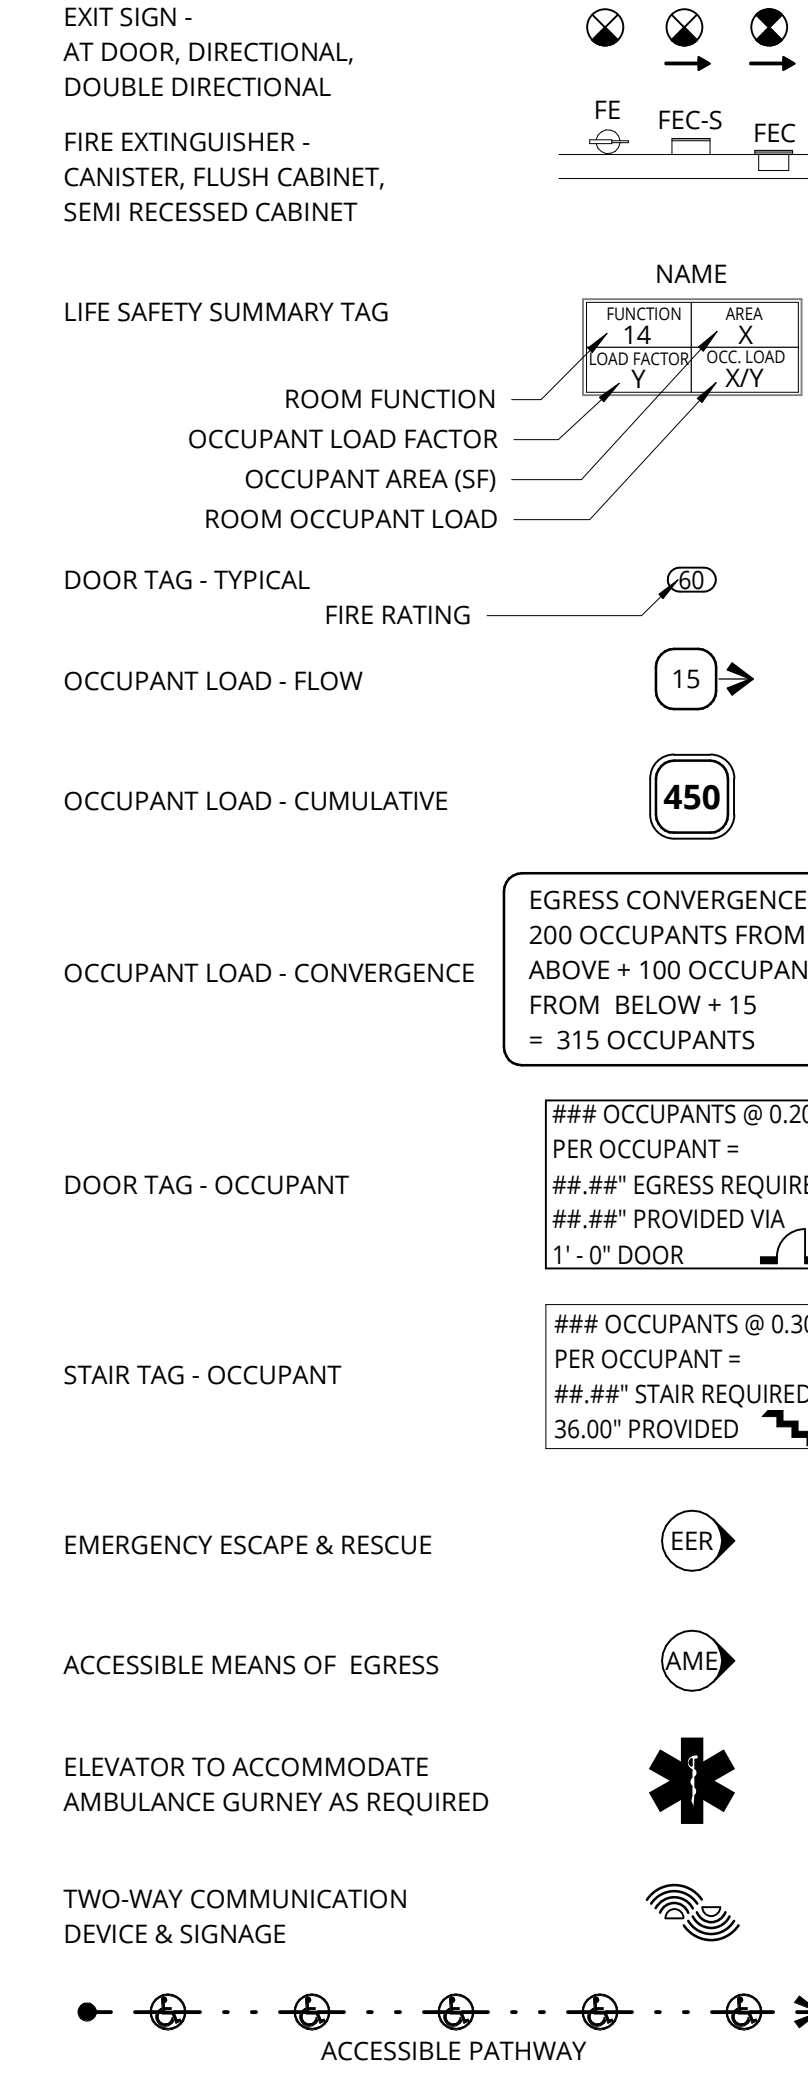 EXIT SIGN -
AT DOOR, DIRECTIONAL,
DOUBLE DIRECTIONAL
FIRE EXTINGUISHER -
CANISTER, FLUSH CABINET,
SEMI RECESSED CABINET
FE
FEC-S
FEC
LIFE SAFETY SUMMARY TAG
NAME
FUNCTION
14
AREA
X
LOAD FACTOR
Y
OCC. LOAD
X/Y
ROOM FUNCTION
OCCUPANT LOAD FACTOR
OCCUPANT AREA (SF)
ROOM OCCUPANT LOAD
DOOR TAG - TYPICAL
60
FIRE RATING
OCCUPANT LOAD - FLOW
15
OCCUPANT LOAD - CUMULATIVE
450
OCCUPANT LOAD - CONVERGENCE
EGRESS CONVERGENCE
200 OCCUPANTS FROM
ABOVE + 100 OCCUPAN
FROM BELOW + 15
= 315 OCCUPANTS
DOOR TAG - OCCUPANT
### OCCUPANTS @ 0.20
PER OCCUPANT =
##.##" EGRESS REQUIRE
##.##" PROVIDED VIA
1' - 0" DOOR
STAIR TAG - OCCUPANT
### OCCUPANTS @ 0.30
PER OCCUPANT =
##.##" STAIR REQUIRED
36.00" PROVIDED
EMERGENCY ESCAPE & RESCUE
EER
ACCESSIBLE MEANS OF EGRESS
AME
ELEVATOR TO ACCOMMODATE
AMBULANCE GURNEY AS REQUIRED
TWO-WAY COMMUNICATION
DEVICE & SIGNAGE
ACCESSIBLE PATHWAY